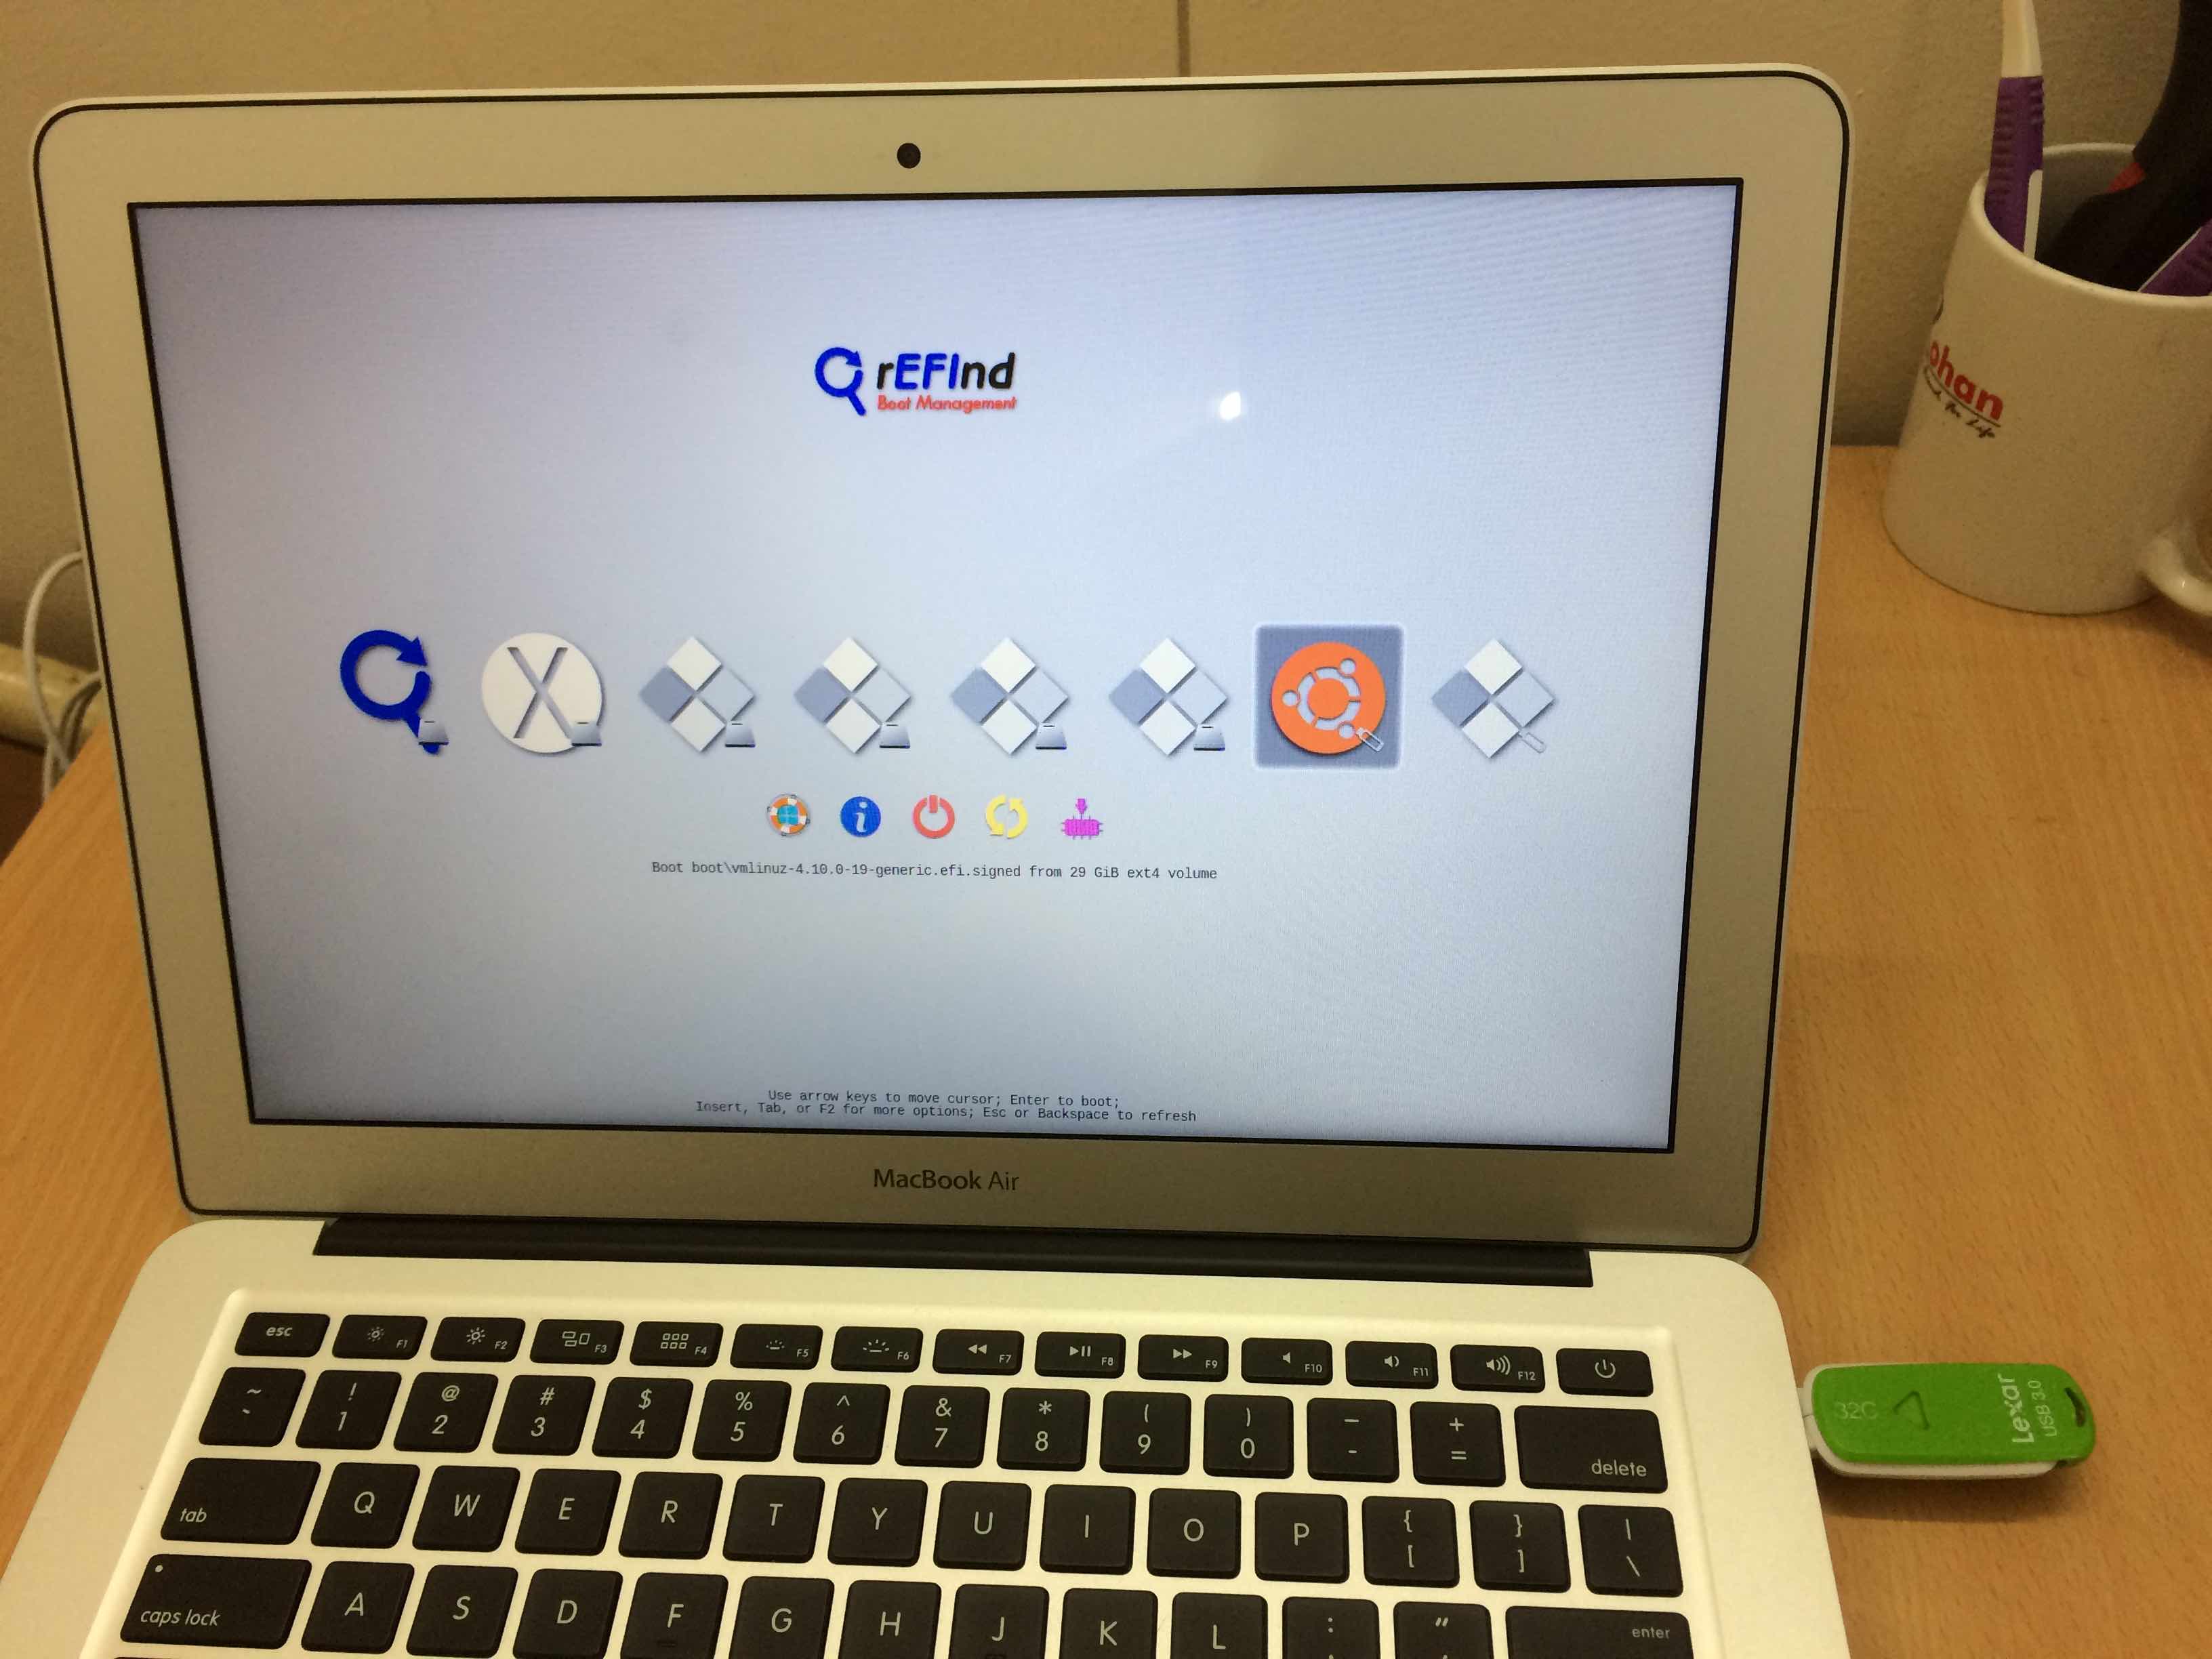 rEFInd
Boot Management
Boot boot\vmlinuz-4.10.0-19-generic.efi.signed from 29 GiB ext4 volume
Use arrow keys to move cursor; Enter to boot;
Insert, Tab, or F2 for more options; Esc or Backspace to refresh
MacBook Air
esc F1 F2 F3 F4 F5 F6 F7 F8 F9 F10 F11 F12
~ ! @ # $ % ^ & * ( ) _ +
` 1 2 3 4 5 6 7 8 9 0 - = delete
tab Q W E R T Y U I O P { } |
[ ] \
caps lock A S D F G H J K L : " enter
Lexar
USB 3.0